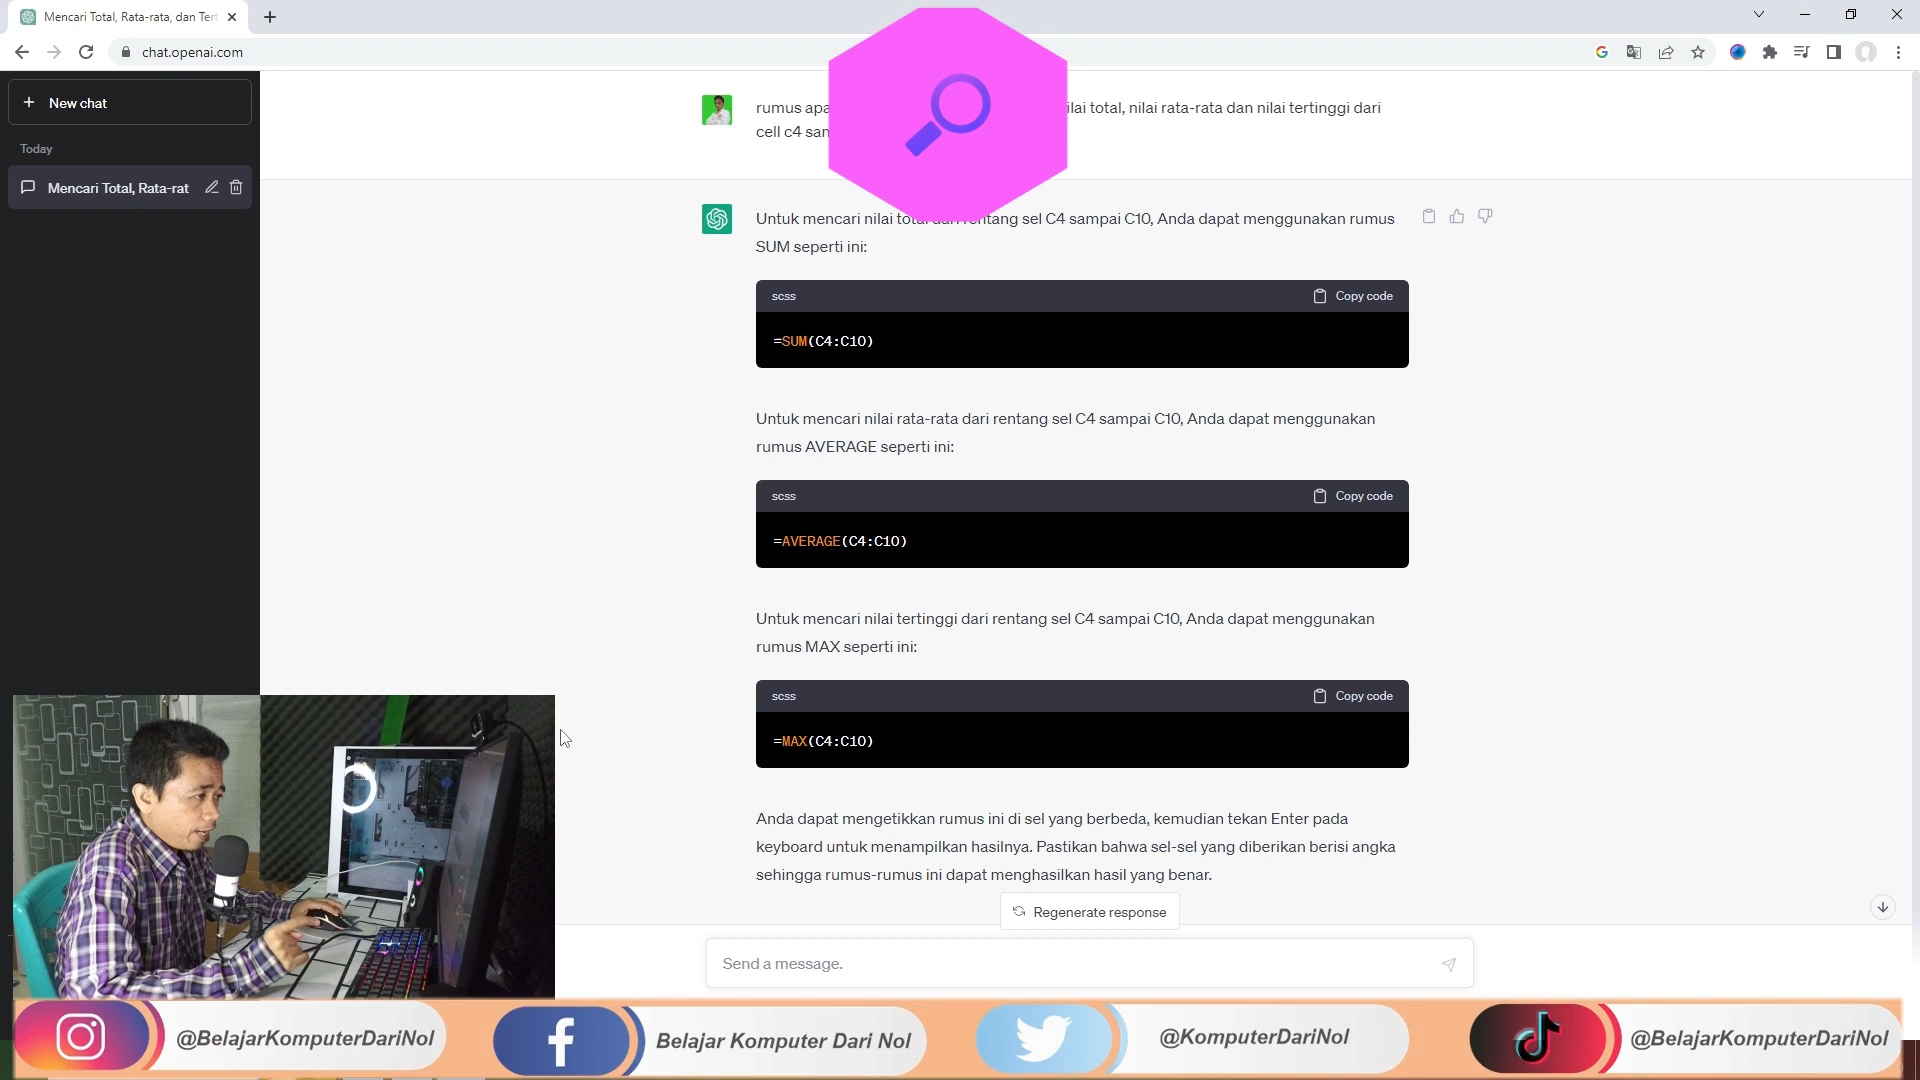 Mencari Total, Rata-rata, dan Tert
chat.openai.com
New chat
Today
Mencari Total, Rata-rat
rumus apa ilai total, nilai rata-rata dan nilai tertinggi dari
cell c4
Untuk mencari nilai total dari rentang sel C4 sampai C10, Anda dapat menggunakan rumus
SUM seperti ini:
scss
Copy code
=SUM(C4:C10)
Untuk mencari nilai rata-rata dari rentang sel C4 sampai C10, Anda dapat menggunakan
rumus AVERAGE seperti ini:
scss
Copy code
=AVERAGE(C4:C10)
Untuk mencari nilai tertinggi dari rentang sel C4 sampai C10, Anda dapat menggunakan
rumus MAX seperti ini:
scss
Copy code
=MAX(C4:C10)
Anda dapat mengetikkan rumus ini di sel yang berbeda, kemudian tekan Enter pada
keyboard untuk menampilkan hasilnya. Pastikan bahwa sel-sel yang diberikan berisi angka
sehingga rumus-rumus ini dapat menghasilkan hasil yang benar.
Regenerate response
Send a message.
@BelajarKomputerDariNol
Belajar Komputer Dari Nol
@KomputerDariNol
@BelajarKomputerDariNol